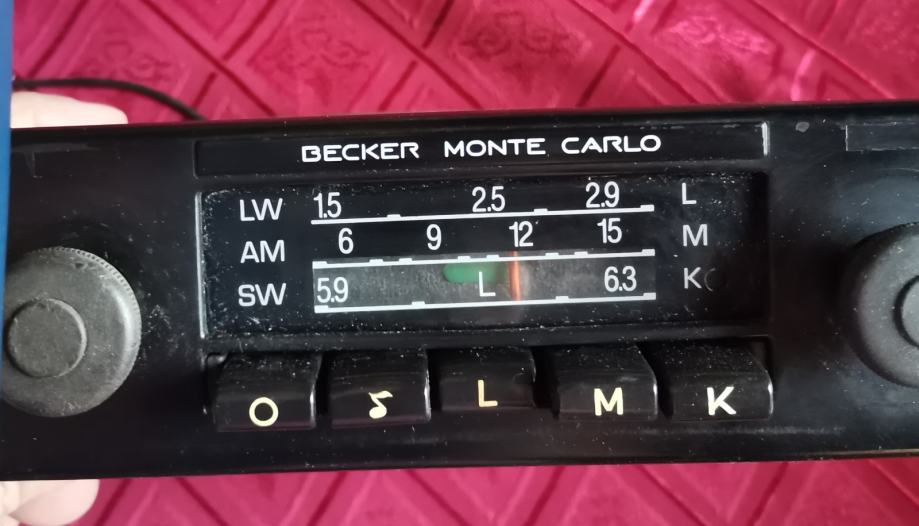 BECKER MONTE CARLO
LW 1.5 2.5 2.9 L
AM 6 9 12 15 M
SW 5.9 L 6.3 K
O L M K